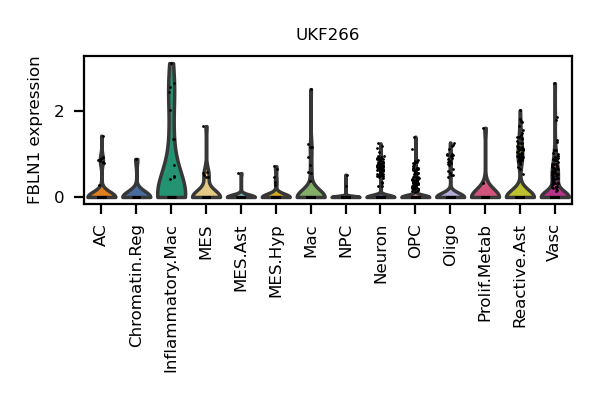 UKF266
FBLN1 expression
2
0
AC
Chromatin.Reg
Inflammatory.Mac
MES
MES.Ast
MES.Hyp
Mac
NPC
Neuron
OPC
Oligo
Prolif.Metab
Reactive.Ast
Vasc